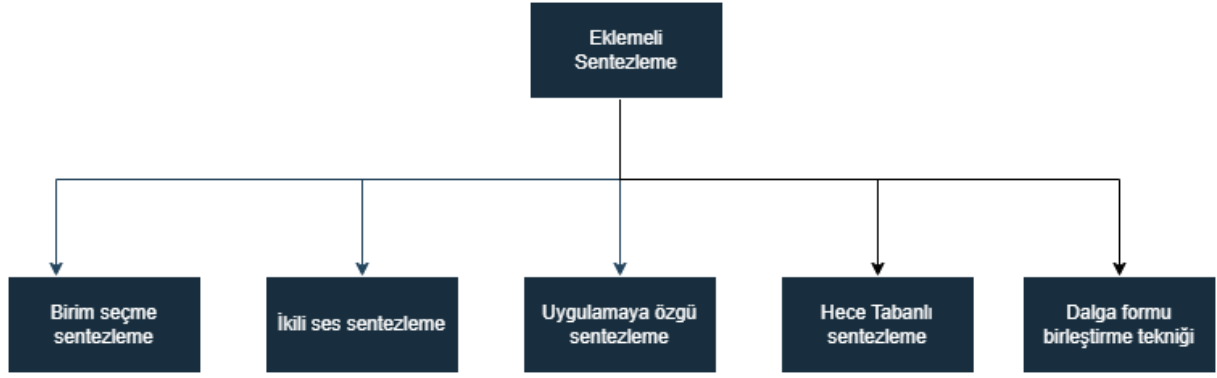 Eklemeli
Sentezleme
Birim seçme
sentezleme
İkili ses sentezleme
Uygulamaya özgü
sentezleme
Hece Tabanlı
sentezleme
Dalga formu
birleştirme tekniği